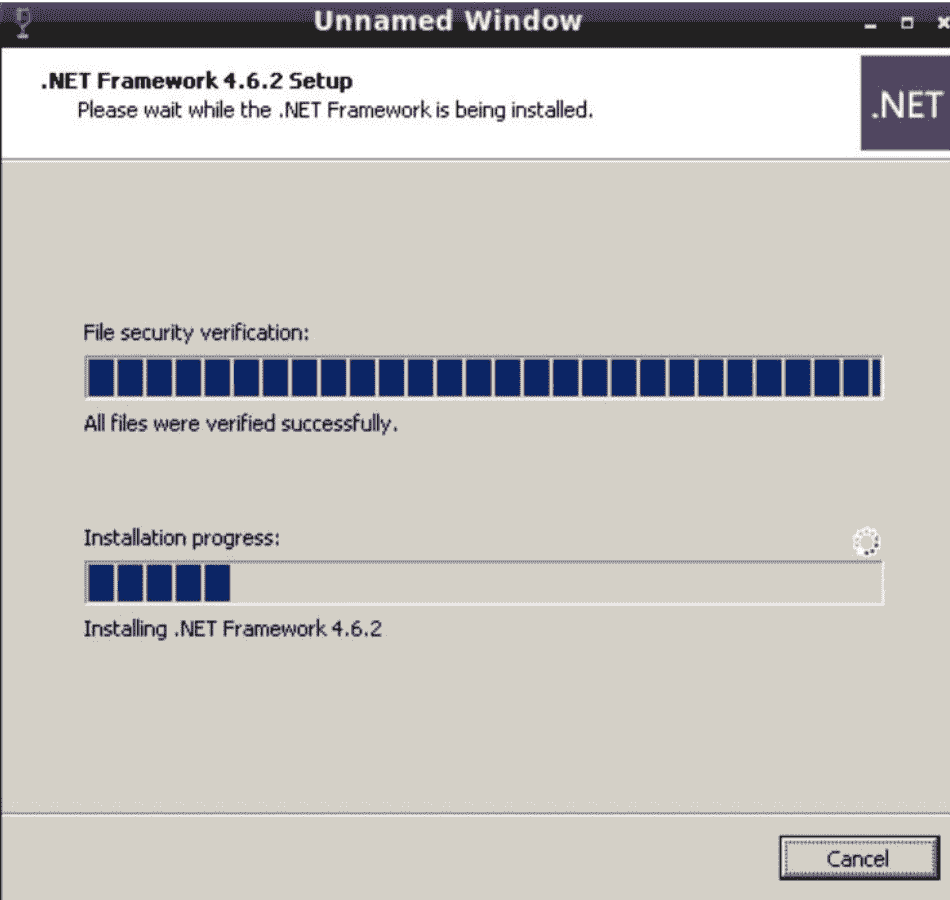 Unnamed Window
.NET Framework 4.6.2 Setup
Please wait while the .NET Framework is being installed.
.NET
File security verification:
All files were verified successfully.
Installation progress:
Installing .NET Framework 4.6.2
Cancel